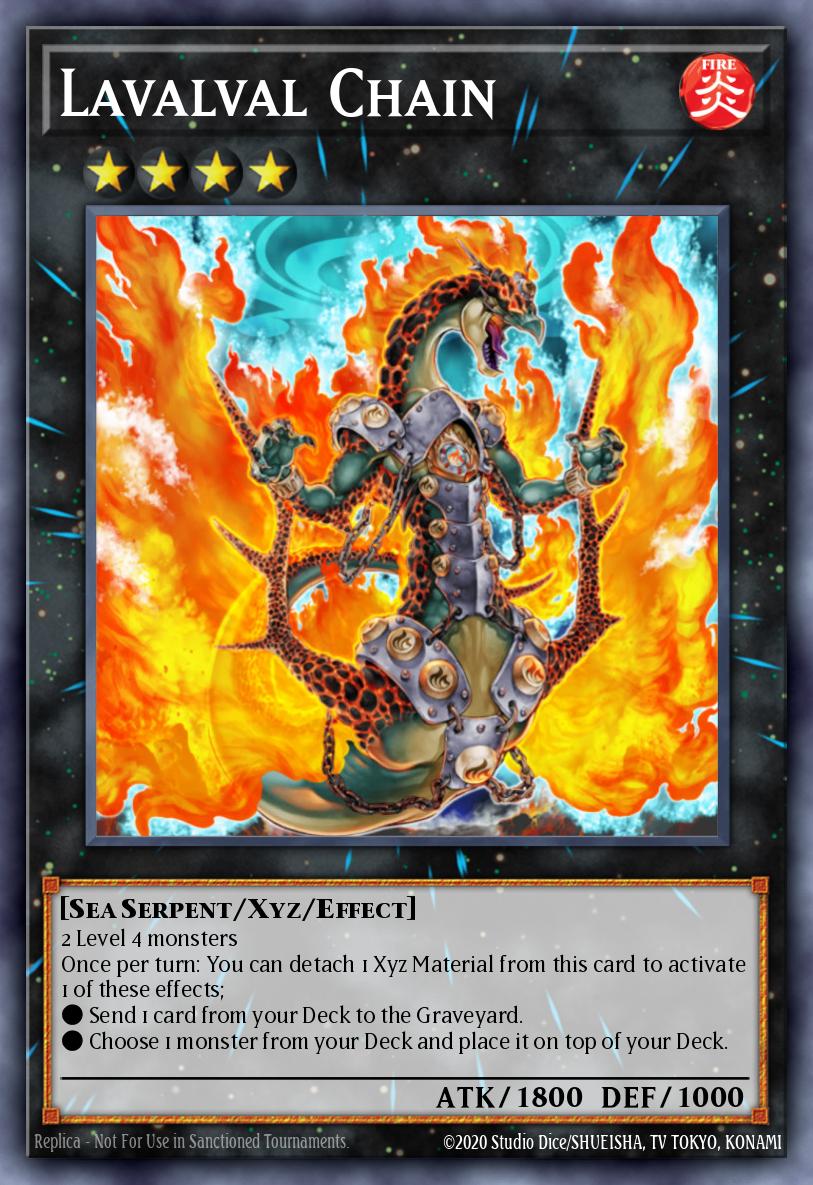 Lavalval Chain
FIRE
炎
[Sea Serpent/Xyz/Effect]
2 Level 4 monsters
Once per turn: You can detach 1 Xyz Material from this card to activate
1 of these effects;
● Send 1 card from your Deck to the Graveyard.
● Choose 1 monster from your Deck and place it on top of your Deck.
ATK/1800 DEF/1000
Replica - Not For Use in Sanctioned Tournaments.
©2020 Studio Dice/SHUEISHA, TV TOKYO, KONAMI